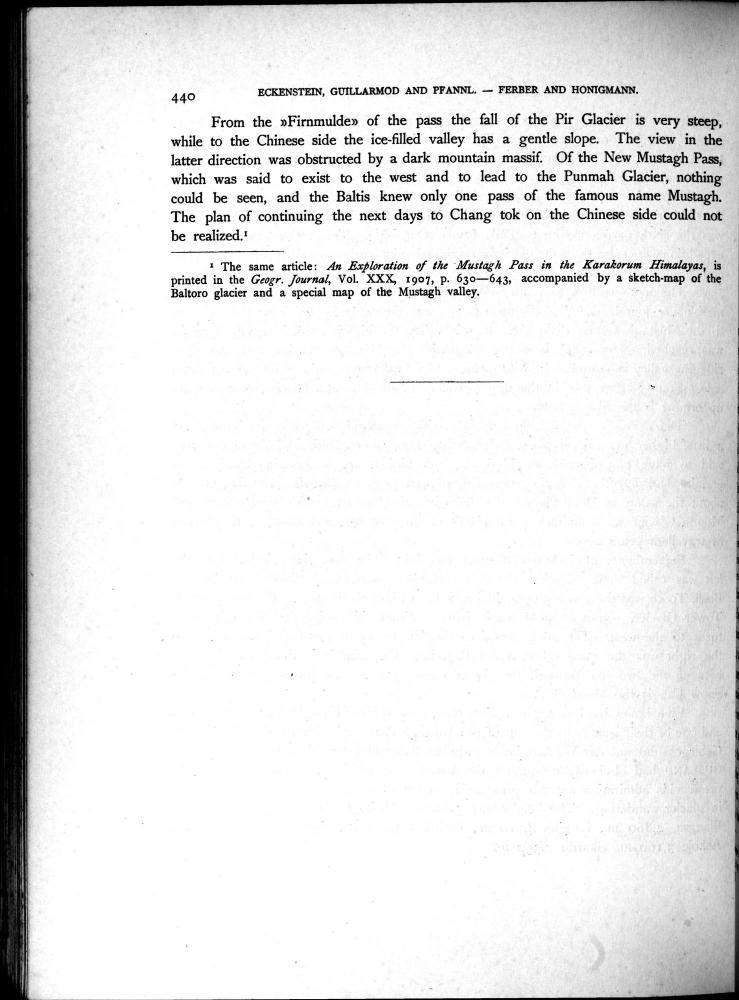 440
ECKENSTEIN, GUILLARMOD AND PFANNL. — FERBER AND HONIGMANN.
From the »Firnmulde» of the pass the fall of the Pir Glacier is very steep,
while to the Chinese side the ice-filled valley has a gentle slope. The view in the
latter direction was obstructed by a dark mountain massif. Of the New Mustagh Pass,
which was said to exist to the west and to lead to the Punmah Glacier, nothing
could be seen, and the Baltis knew only one pass of the famous name Mustagh.
The plan of continuing the next days to Chang tok on the Chinese side could not
be realized.¹
¹ The same article: An Exploration of the Mustagh Pass in the Karakorum Himalayas, is
printed in the Geogr. Journal, Vol. XXX, 1907, p. 630—643, accompanied by a sketch-map of the
Baltoro glacier and a special map of the Mustagh valley.